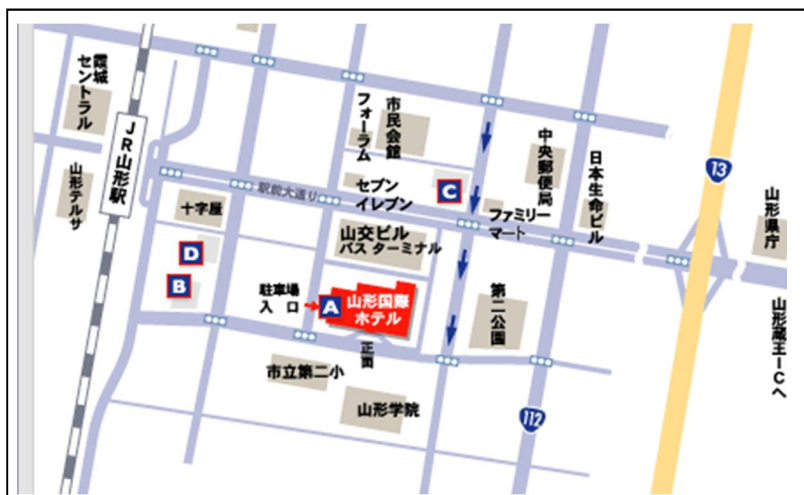 霞城
セントラル
JR山形駅
山形テルサ
フォーラム
市民会館
C
中央郵便局
日本生命ビル
13
山形県庁
駅前大通り
セブン
イレブン
十字屋
山交ビル
バス ターミナル
ファミリー
マート
D
B
駐車場
入 口
A
山形国際
ホテル
正面
第二公園
山形蔵王ICへ
市立第二小
山形学院
112